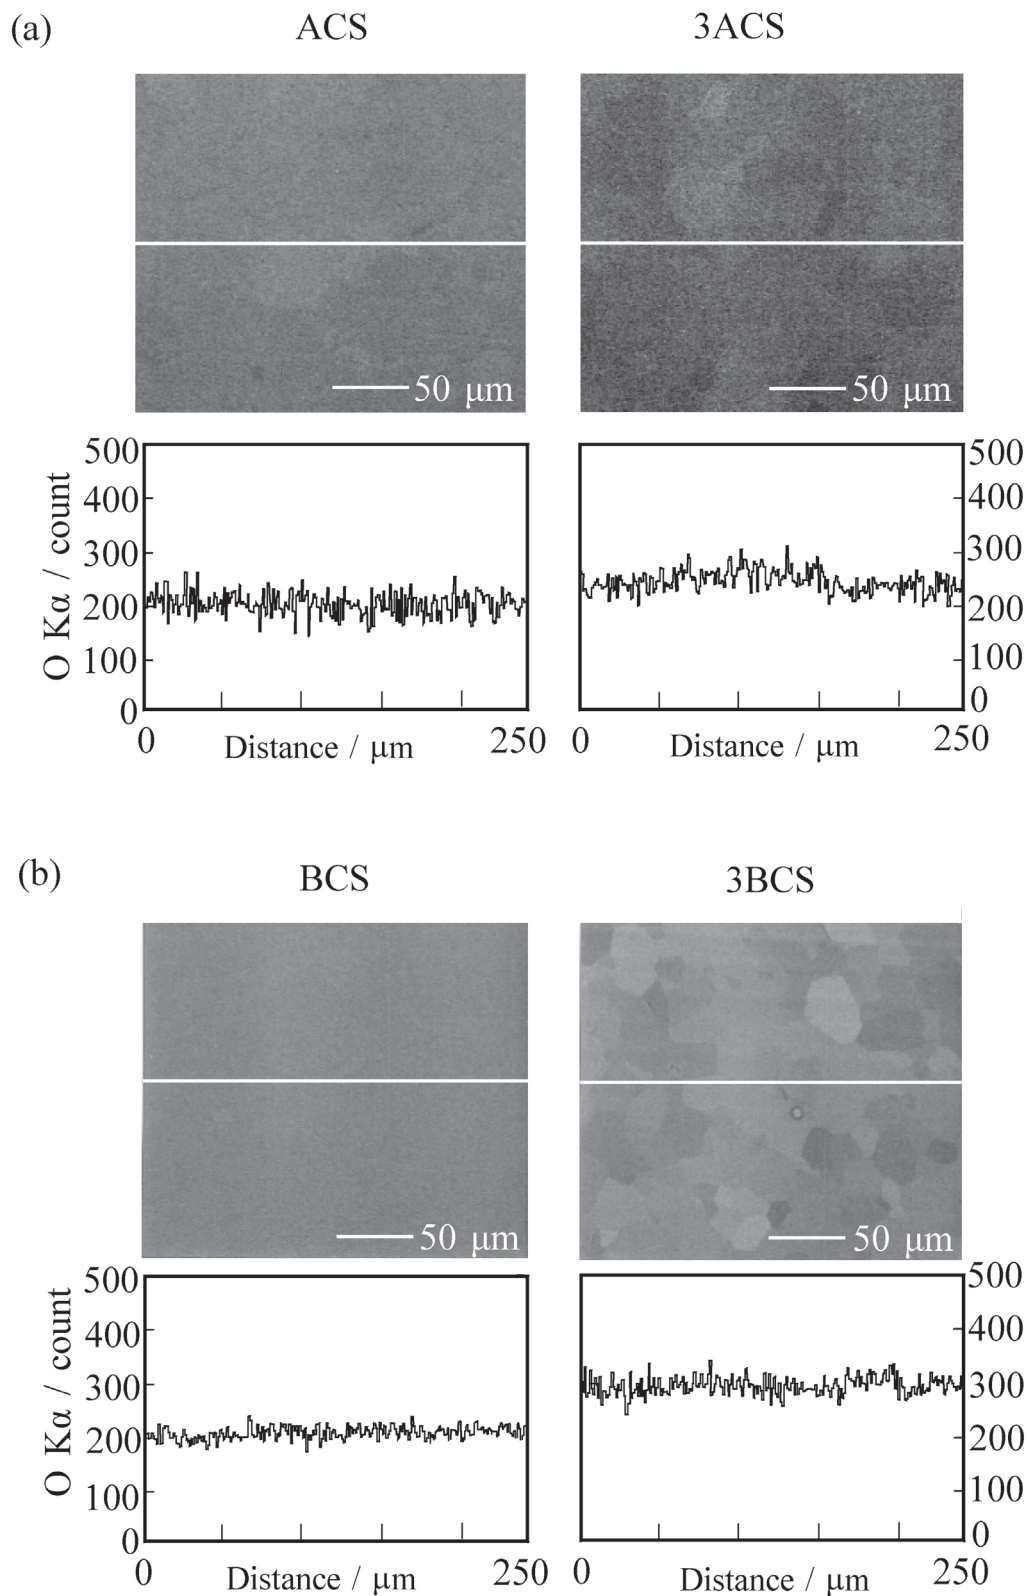 (a)
ACS 3ACS
50 μm 50 μm
500 500
400 400
300 300
200 200
100 100
0 0
O Kα / count
0 Distance / μm 250 0 Distance / μm 250
(b)
BCS 3BCS
50 μm 50 μm
500 500
400 400
300 300
200 200
100 100
0 0
O Kα / count
0 Distance / μm 250 0 Distance / μm 250